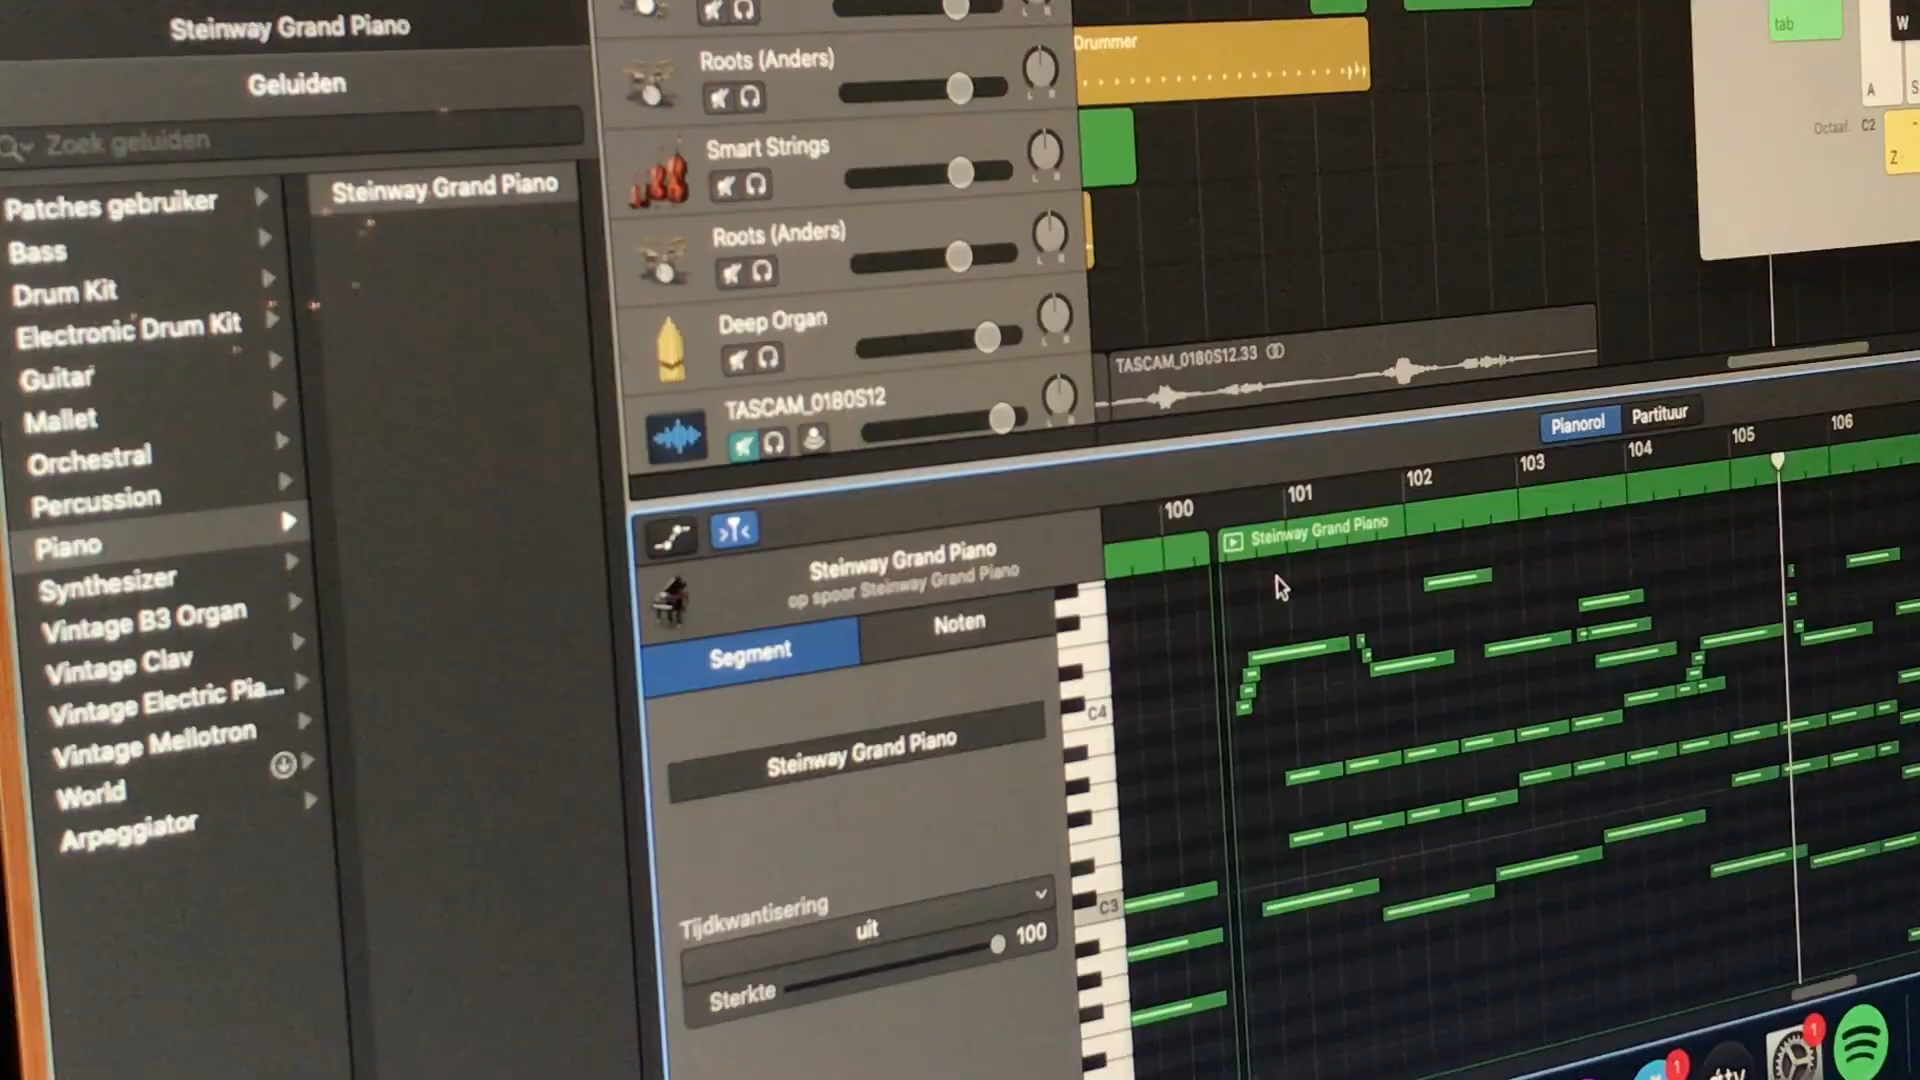 Steinway Grand Piano
Geluiden
Zoek geluiden
Patches gebruiker
Bass
Drum Kit
Electronic Drum Kit
Guitar
Mallet
Orchestral
Percussion
Piano
Synthesizer
Vintage B3 Organ
Vintage Clav
Vintage Electric Pia...
Vintage Mellotron
World
Arpeggiator
Steinway Grand Piano
Roots (Anders)
L R
Smart Strings
L R
Roots (Anders)
L R
Deep Organ
L R
TASCAM_0180S12
L R
Drummer
TASCAM_0180S12.33
tab
W
A
S
Octaaf: C2
Z
Pianorol
Partituur
100
101
102
103
104
105
106
Steinway Grand Piano
Steinway Grand Piano
op spoor Steinway Grand Piano
Segment
Noten
Steinway Grand Piano
Tijdkwantisering
uit
Sterkte
100
C4
C3
1
tv
1